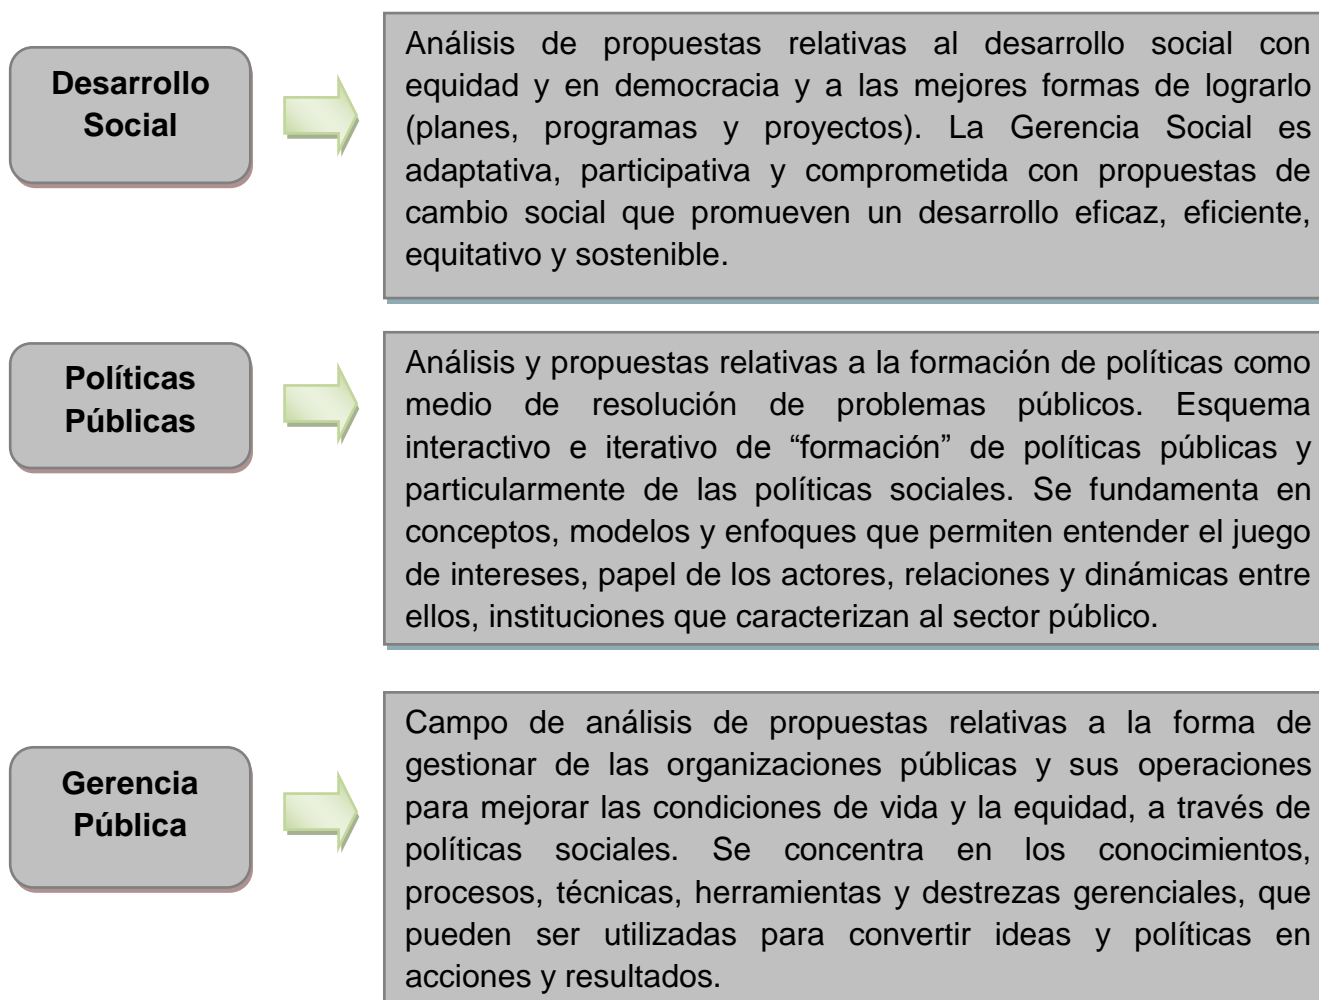 Desarrollo
Social
Análisis de propuestas relativas al desarrollo social con
equidad y en democracia y a las mejores formas de lograrlo
(planes, programas y proyectos). La Gerencia Social es
adaptativa, participativa y comprometida con propuestas de
cambio social que promueven un desarrollo eficaz, eficiente,
equitativo y sostenible.
Políticas
Públicas
Análisis y propuestas relativas a la formación de políticas como
medio de resolución de problemas públicos. Esquema
interactivo e iterativo de “formación” de políticas públicas y
particularmente de las políticas sociales. Se fundamenta en
conceptos, modelos y enfoques que permiten entender el juego
de intereses, papel de los actores, relaciones y dinámicas entre
ellos, instituciones que caracterizan al sector público.
Gerencia
Pública
Campo de análisis de propuestas relativas a la forma de
gestionar de las organizaciones públicas y sus operaciones
para mejorar las condiciones de vida y la equidad, a través de
políticas sociales. Se concentra en los conocimientos,
procesos, técnicas, herramientas y destrezas gerenciales, que
pueden ser utilizadas para convertir ideas y políticas en
acciones y resultados.